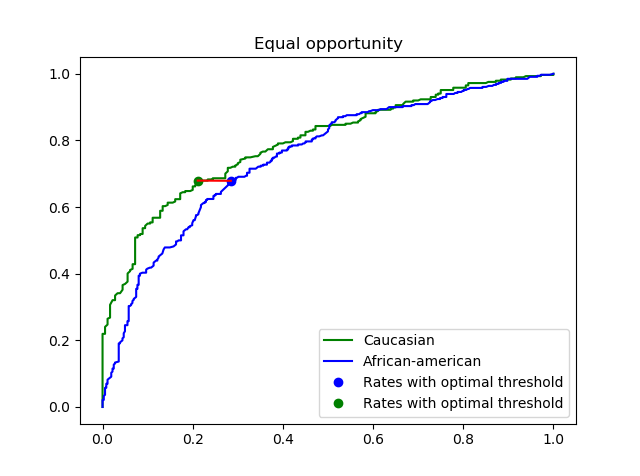 Equal opportunity
1.0
0.8
0.6
0.4
0.2
0.0
0.0 0.2 0.4 0.6 0.8 1.0
Caucasian
African-american
Rates with optimal threshold
Rates with optimal threshold